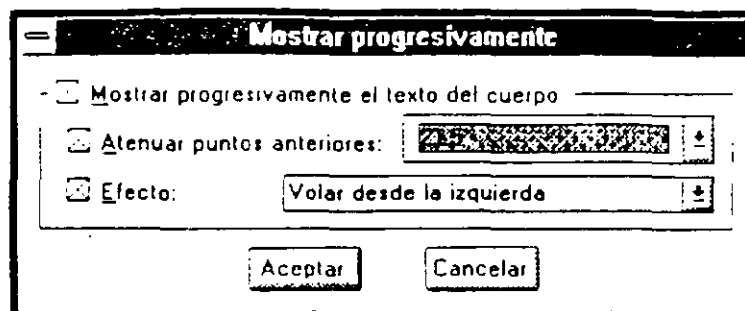 Mostrar progresivamente
Mostrar progresivamente el texto del cuerpo
Atenuar puntos anteriores:
Efecto: Volar desde la izquierda
Aceptar Cancelar